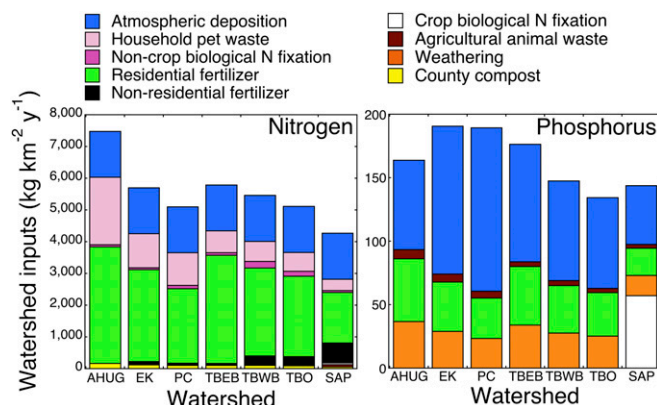 Atmospheric deposition
Household pet waste
Non-crop biological N fixation
Residential fertilizer
Non-residential fertilizer
Crop biological N fixation
Agricultural animal waste
Weathering
County compost
Watershed inputs (kg km-2 y-1)
8,000
7,000
6,000
5,000
4,000
3,000
2,000
1,000
0
Nitrogen
AHUG EK PC TBEB TBWB TBO SAP
Watershed
200
150
100
50
0
Phosphorus
AHUG EK PC TBEB TBWB TBO SAP
Watershed